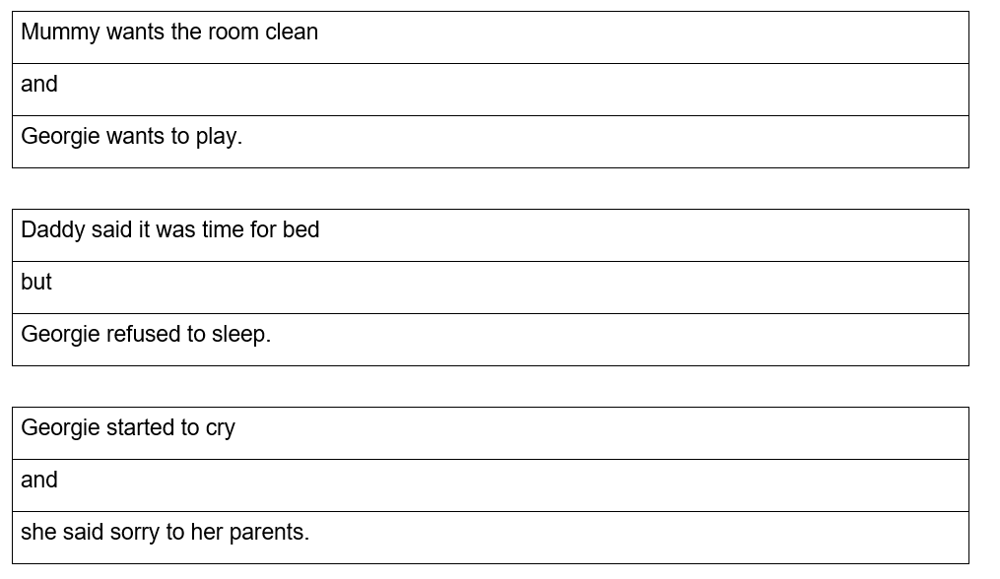 Mummy wants the room clean
and
Georgie wants to play.
Daddy said it was time for bed
but
Georgie refused to sleep.
Georgie started to cry
and
she said sorry to her parents.